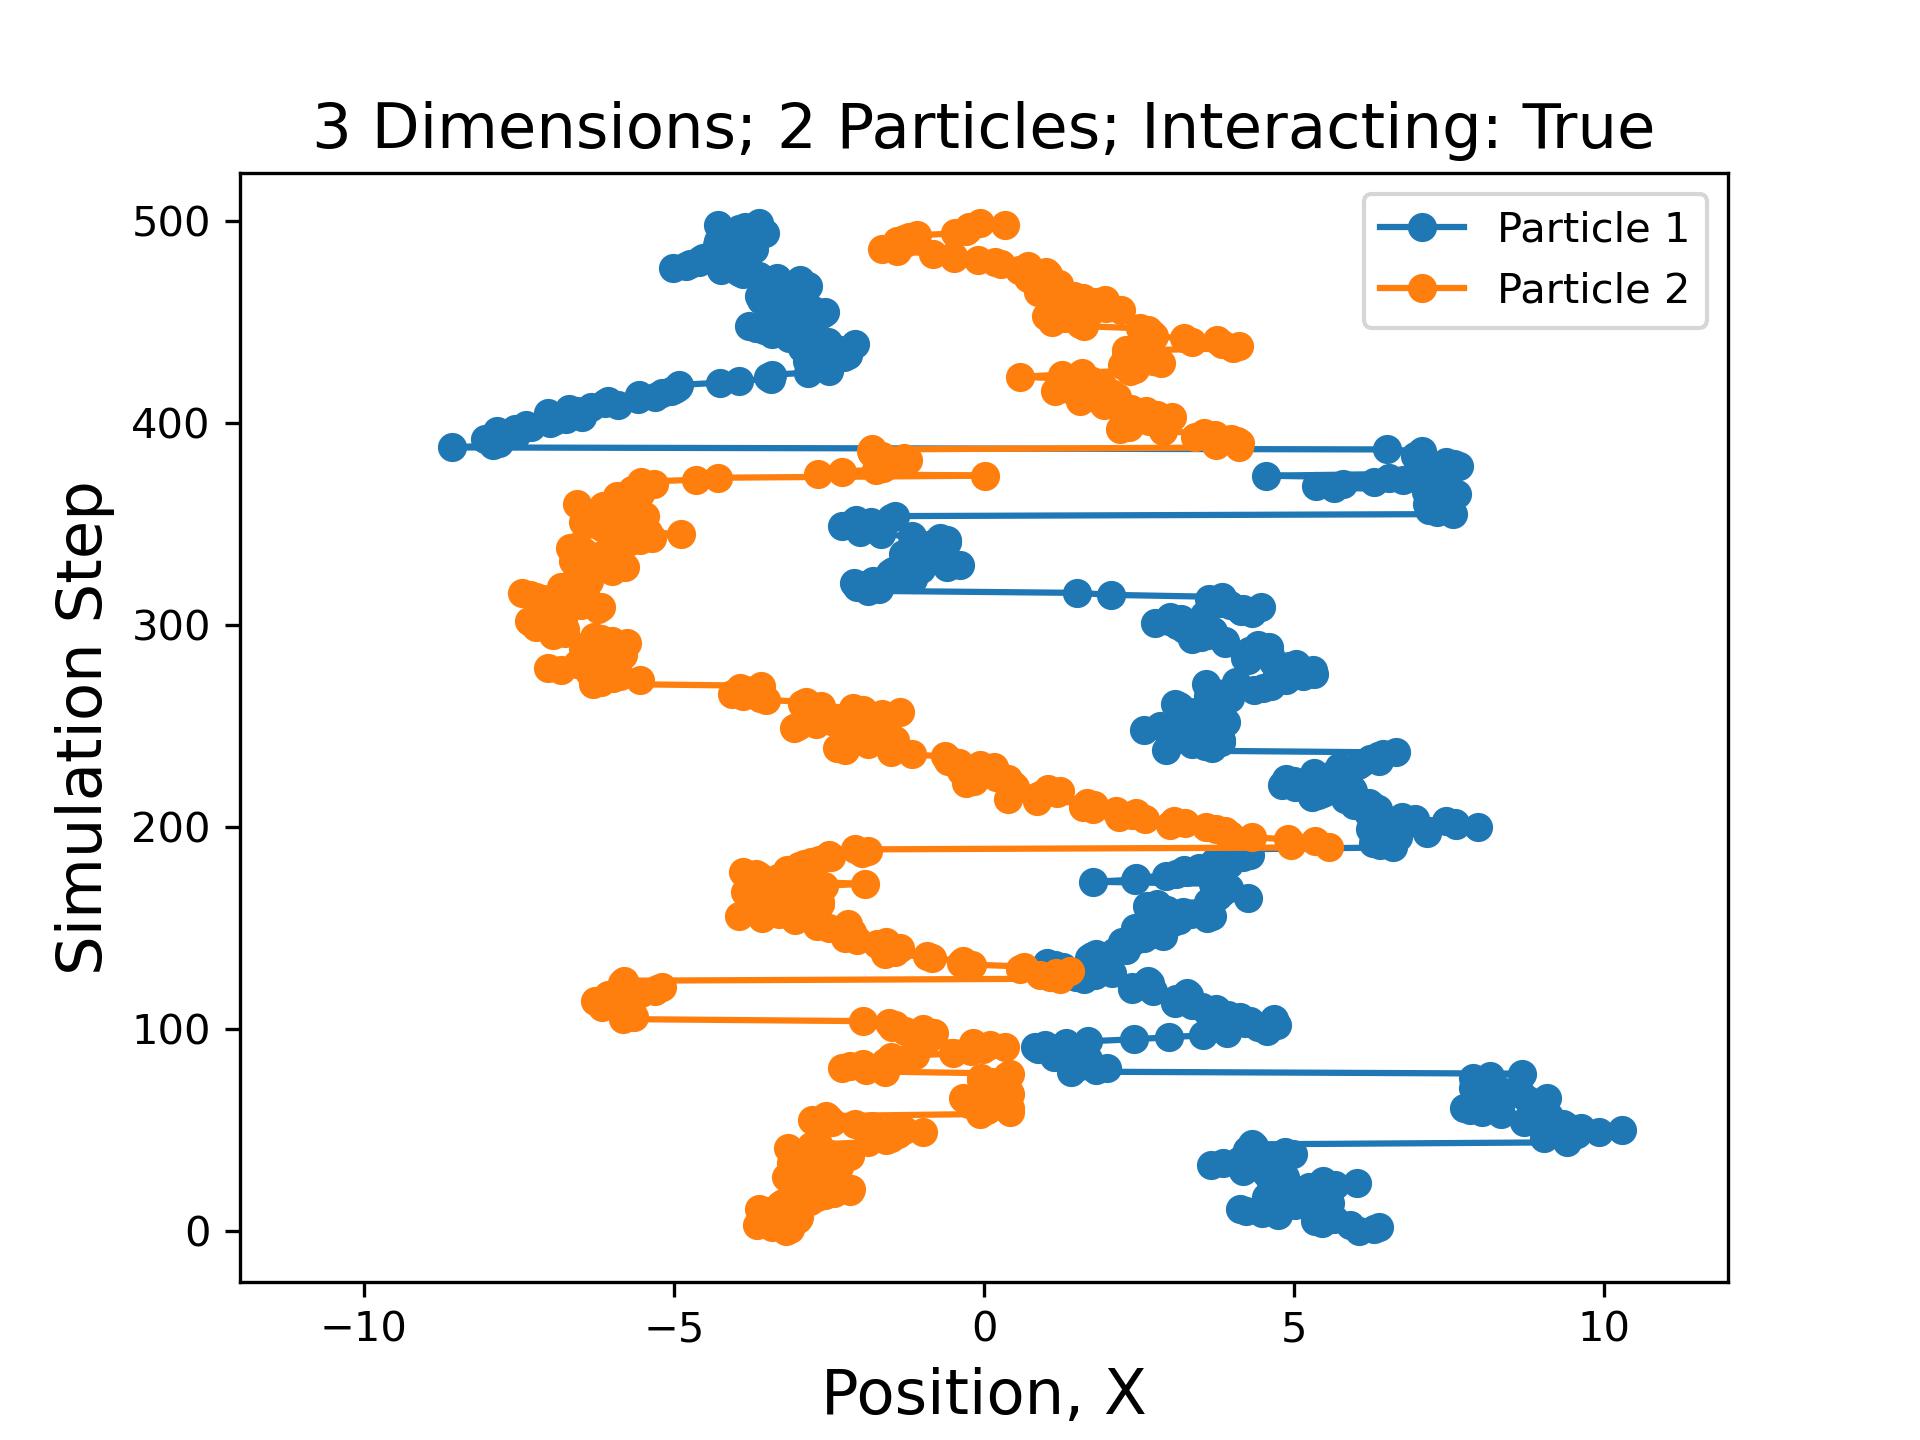 3 Dimensions; 2 Particles; Interacting: True
Particle 1
Particle 2
500
400
300
200
100
0
Simulation Step
−10
−5
0
5
10
Position, X